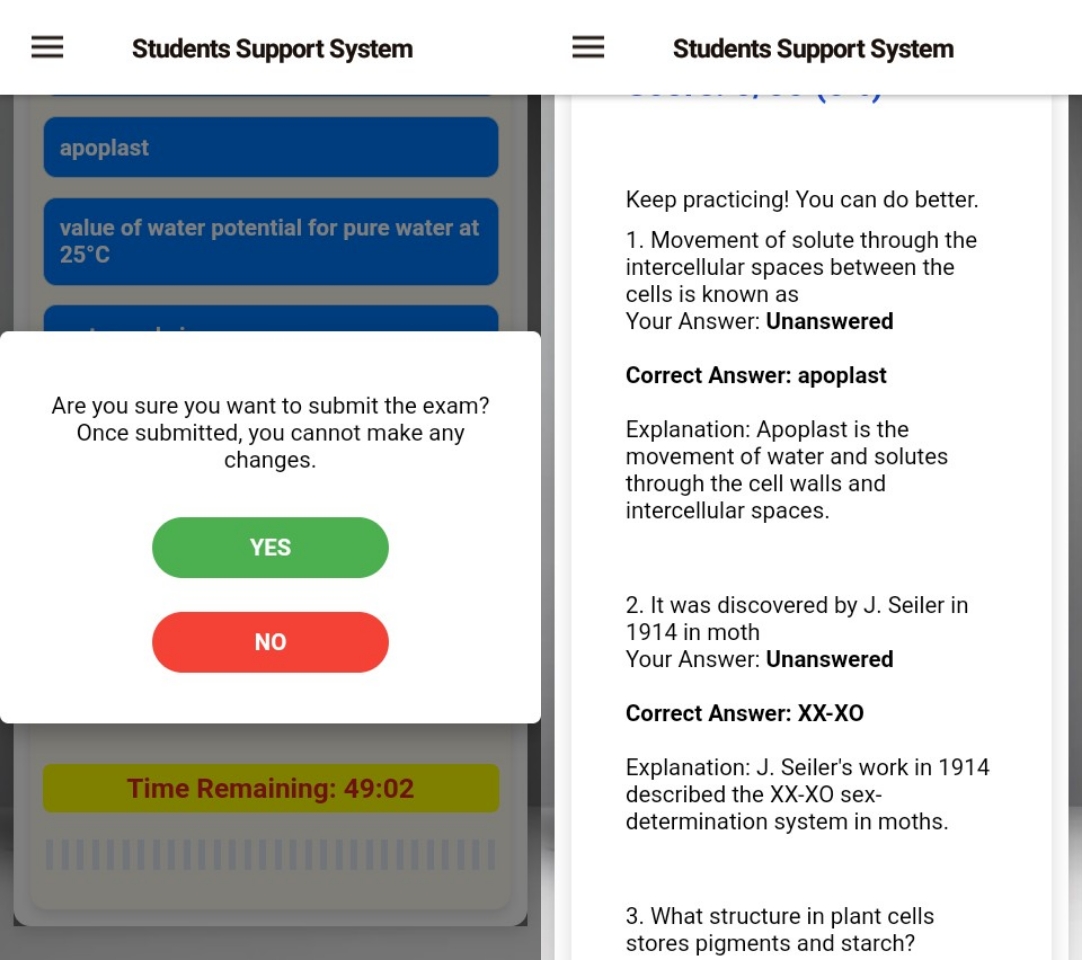 Students Support System
apoplast
value of water potential for pure water at
25°C
Are you sure you want to submit the exam?
Once submitted, you cannot make any
changes.
YES
NO
Time Remaining: 49:02
Students Support System
Keep practicing! You can do better.
1. Movement of solute through the
intercellular spaces between the
cells is known as
Your Answer: Unanswered
Correct Answer: apoplast
Explanation: Apoplast is the
movement of water and solutes
through the cell walls and
intercellular spaces.
2. It was discovered by J. Seiler in
1914 in moth
Your Answer: Unanswered
Correct Answer: XX-XO
Explanation: J. Seiler's work in 1914
described the XX-XO sex-
determination system in moths.
3. What structure in plant cells
stores pigments and starch?